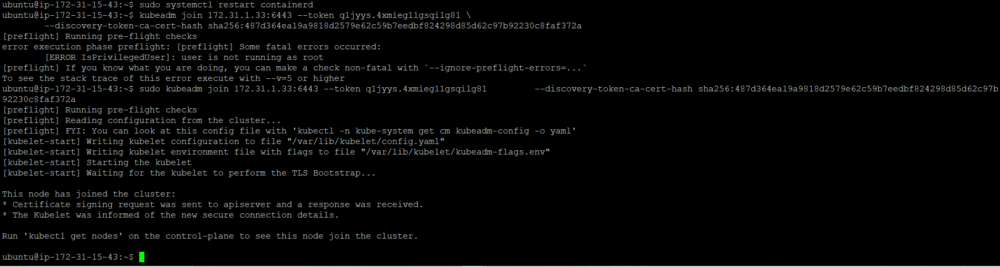 ubuntu@ip-172-31-15-43:~$ sudo systemctl restart containerd
ubuntu@ip-172-31-15-43:~$ kubeadm join 172.31.1.33:6443 --token q1jyys.4xmieg11gsqilg81 \
        --discovery-token-ca-cert-hash sha256:487d364ea19a9818d2579e62c59b7eedbf824298d85d62c97b92230c8faf372a
[preflight] Running pre-flight checks
error execution phase preflight: [preflight] Some fatal errors occurred:
        [ERROR IsPrivilegedUser]: user is not running as root
[preflight] If you know what you are doing, you can make a check non-fatal with `--ignore-preflight-errors=...`
To see the stack trace of this error execute with --v=5 or higher
ubuntu@ip-172-31-15-43:~$ sudo kubeadm join 172.31.1.33:6443 --token q1jyys.4xmieg11gsqilg81         --discovery-token-ca-cert-hash sha256:487d364ea19a9818d2579e62c59b7eedbf824298d85d62c97b
92230c8faf372a
[preflight] Running pre-flight checks
[preflight] Reading configuration from the cluster...
[preflight] FYI: You can look at this config file with 'kubectl -n kube-system get cm kubeadm-config -o yaml'
[kubelet-start] Writing kubelet configuration to file "/var/lib/kubelet/config.yaml"
[kubelet-start] Writing kubelet environment file with flags to file "/var/lib/kubelet/kubeadm-flags.env"
[kubelet-start] Starting the kubelet
[kubelet-start] Waiting for the kubelet to perform the TLS Bootstrap...

This node has joined the cluster:
* Certificate signing request was sent to apiserver and a response was received.
* The Kubelet was informed of the new secure connection details.

Run 'kubectl get nodes' on the control-plane to see this node join the cluster.

ubuntu@ip-172-31-15-43:~$